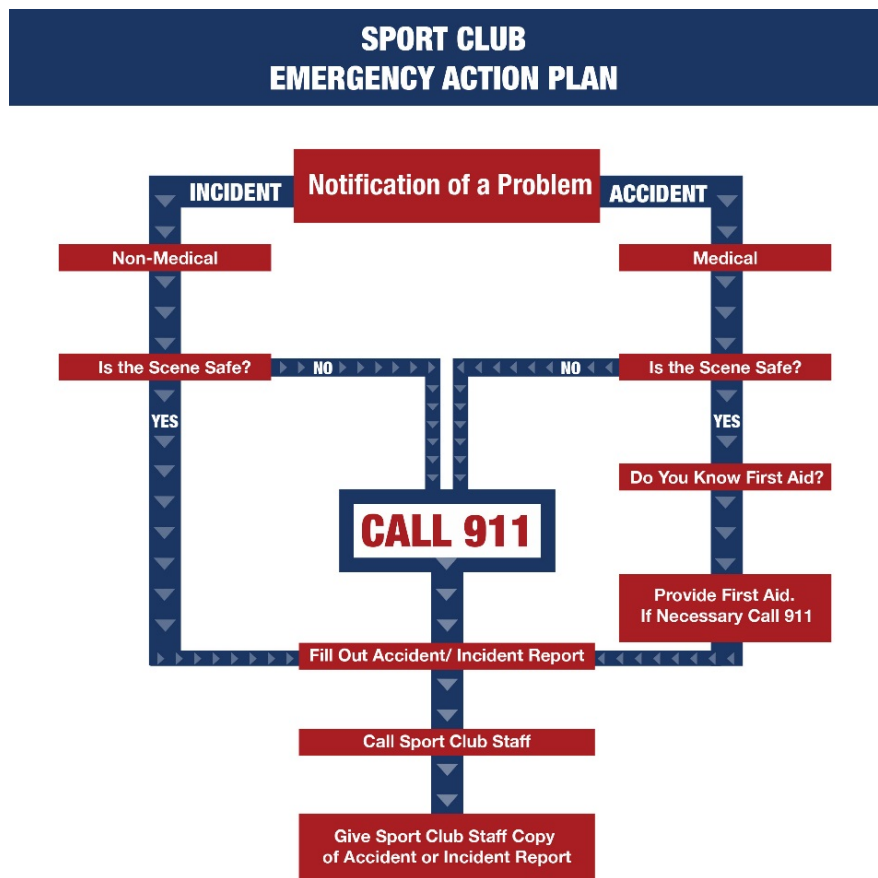 SPORT CLUB
EMERGENCY ACTION PLAN
Notification of a Problem
INCIDENT
ACCIDENT
Non-Medical
Medical
Is the Scene Safe?
NO
NO
Is the Scene Safe?
YES
YES
Do You Know First Aid?
CALL 911
Provide First Aid.
If Necessary Call 911
Fill Out Accident/ Incident Report
Call Sport Club Staff
Give Sport Club Staff Copy
of Accident or Incident Report